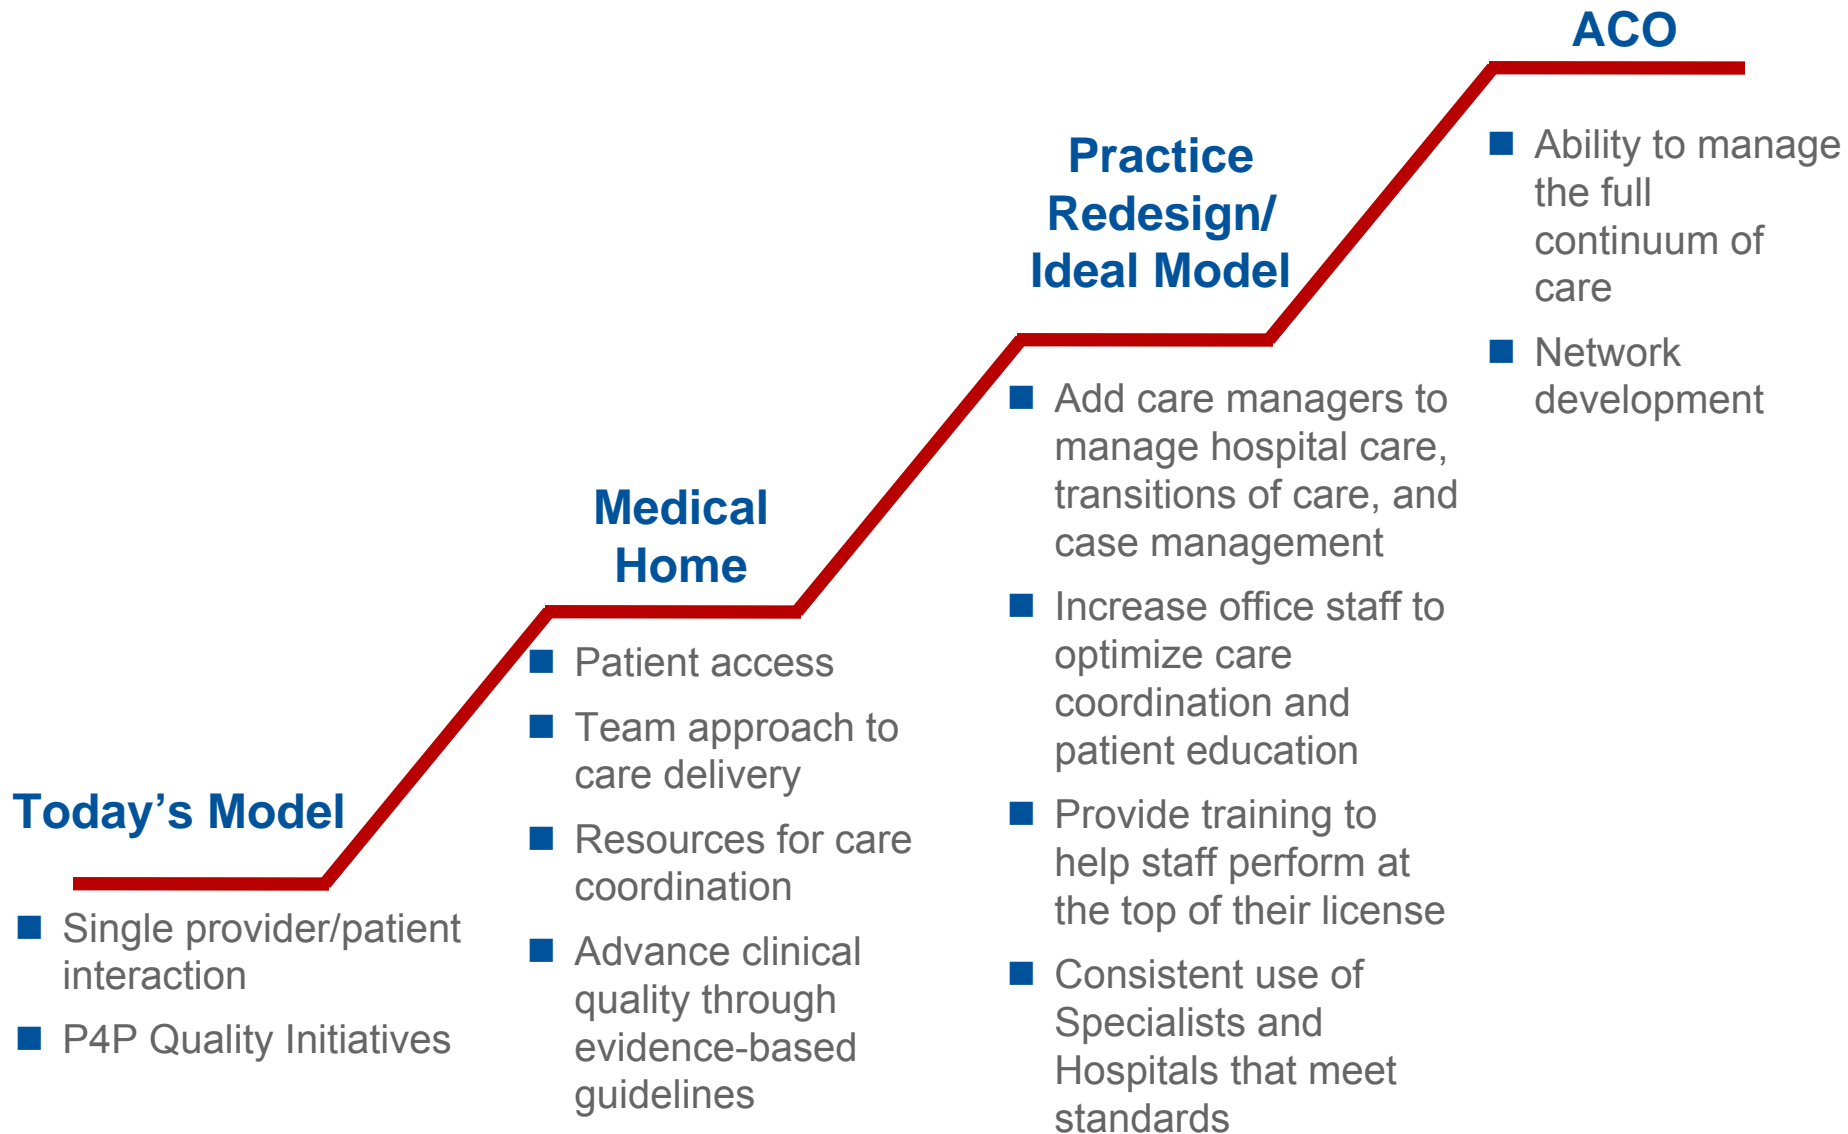 Today’s Model
Single provider/patient
interaction
P4P Quality Initiatives
Medical
Home
Patient access
Team approach to
care delivery
Resources for care
coordination
Advance clinical
quality through
evidence-based
guidelines
Practice
Redesign/
Ideal Model
Add care managers to
manage hospital care,
transitions of care, and
case management
Increase office staff to
optimize care
coordination and
patient education
Provide training to
help staff perform at
the top of their license
Consistent use of
Specialists and
Hospitals that meet
standards
ACO
Ability to manage
the full
continuum of
care
Network
development